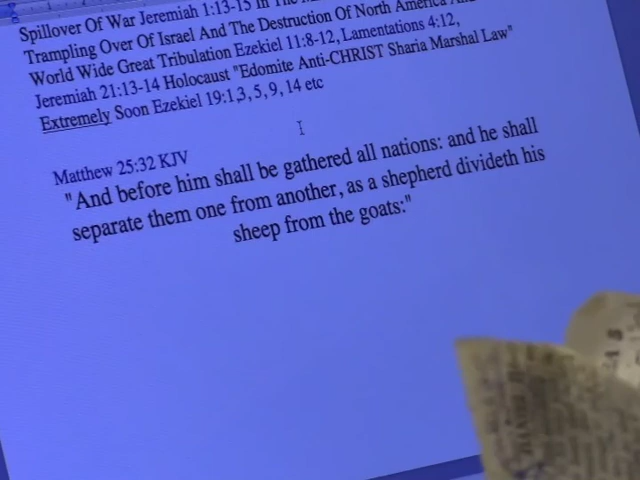 Spillover Of War Jeremiah 1:13-15 In The
Trampling Over Of Israel And The Destruction Of North America
World Wide Great Tribulation Ezekiel 11:8-12, Lamentations 4:12,
Jeremiah 21:13-14 Holocaust "Edomite Anti-CHRIST Sharia Marshal Law"
Extremely Soon Ezekiel 19:1,3, 5, 9, 14 etc
Matthew 25:32 KJV
"And before him shall be gathered all nations: and he shall
separate them one from another, as a shepherd divideth his
sheep from the goats:"